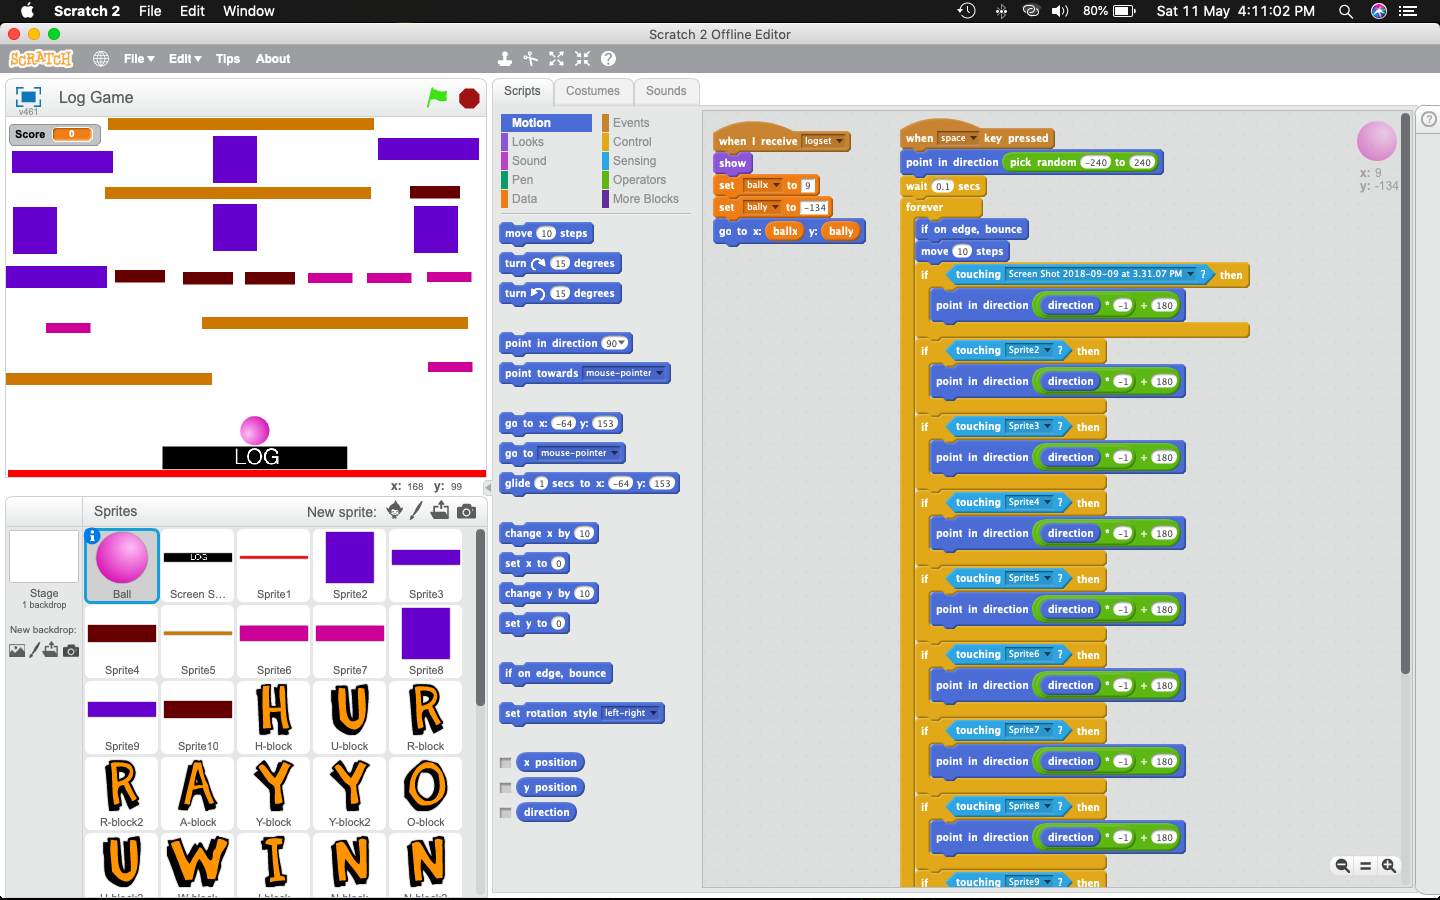 Scratch 2 File Edit Window 80% Sat 11 May 4:11:02 PM
Scratch 2 Offline Editor
SCRATCH File Edit Tips About
v461 Log Game
Score 0
LOG
x: 168 y: 99
Sprites New sprite:
Stage
1 backdrop
New backdrop:
LOG
Ball Screen S... Sprite1 Sprite2 Sprite3
Sprite4 Sprite5 Sprite6 Sprite7 Sprite8
H U R
Sprite9 Sprite10 H-block U-block R-block
R A Y Y O
R-block2 A-block Y-block Y-block2 O-block
U W I N N
Scripts Costumes Sounds
Motion Events
Looks Control
Sound Sensing
Pen Operators
Data More Blocks
move 10 steps
turn 15 degrees
turn 15 degrees
point in direction 90
point towards mouse-pointer
go to x: -64 y: 153
go to mouse-pointer
glide 1 secs to x: -64 y: 153
change x by 10
set x to 0
change y by 10
set y to 0
if on edge, bounce
set rotation style left-right
x position
y position
direction
when I receive logset
show
set ballx to 9
set bally to -134
go to x: ballx y: bally
when space key pressed
point in direction pick random -240 to 240
wait 0.1 secs
forever
if on edge, bounce
move 10 steps
if touching Screen Shot 2018-09-09 at 3.31.07 PM ? then
point in direction direction * -1 + 180
if touching Sprite2 ? then
point in direction direction * -1 + 180
if touching Sprite3 ? then
point in direction direction * -1 + 180
if touching Sprite4 ? then
point in direction direction * -1 + 180
if touching Sprite5 ? then
point in direction direction * -1 + 180
if touching Sprite6 ? then
point in direction direction * -1 + 180
if touching Sprite7 ? then
point in direction direction * -1 + 180
if touching Sprite8 ? then
point in direction direction * -1 + 180
if touching Sprite9 ? then
x: 9
y: -134